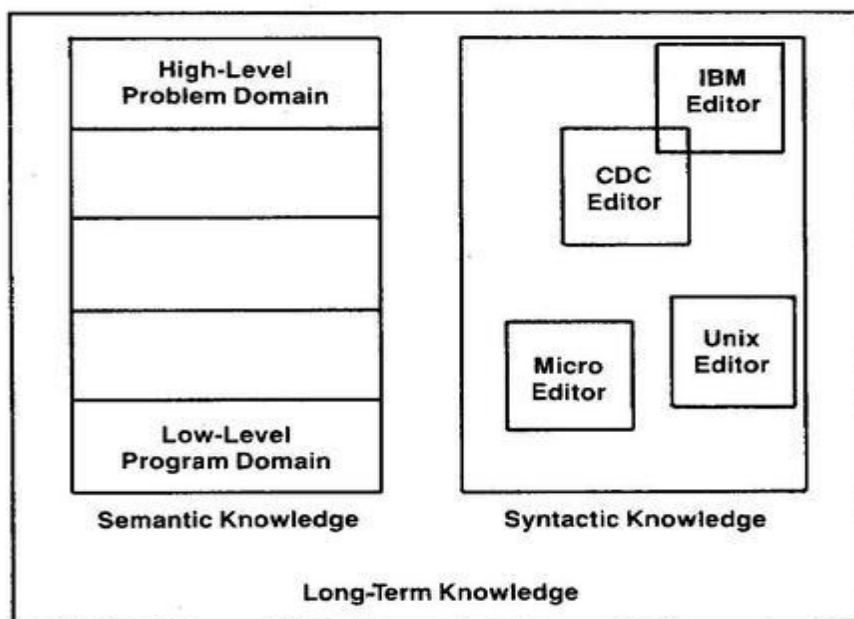 High-Level
Problem Domain
Low-Level
Program Domain
Semantic Knowledge
IBM
Editor
CDC
Editor
Micro
Editor
Unix
Editor
Syntactic Knowledge
Long-Term Knowledge